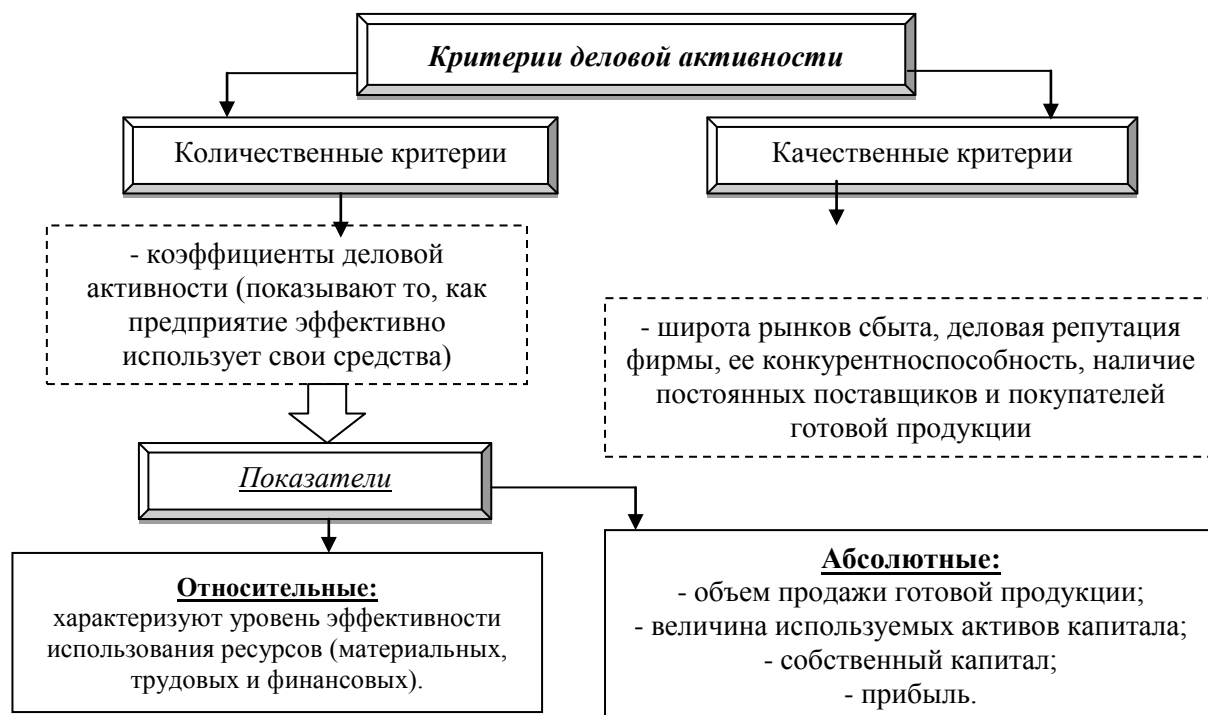 Критерии деловой активности
Количественные критерии
Качественные критерии
- коэффициенты деловой
активности (показывают то, как
предприятие эффективно
использует свои средства)
- широта рынков сбыта, деловая репутация
фирмы, ее конкурентноспособность, наличие
постоянных поставщиков и покупателей
готовой продукции
Показатели
Относительные:
характеризуют уровень эффективности
использования ресурсов (материальных,
трудовых и финансовых).
Абсолютные:
- объем продажи готовой продукции;
- величина используемых активов капитала;
- собственный капитал;
- прибыль.